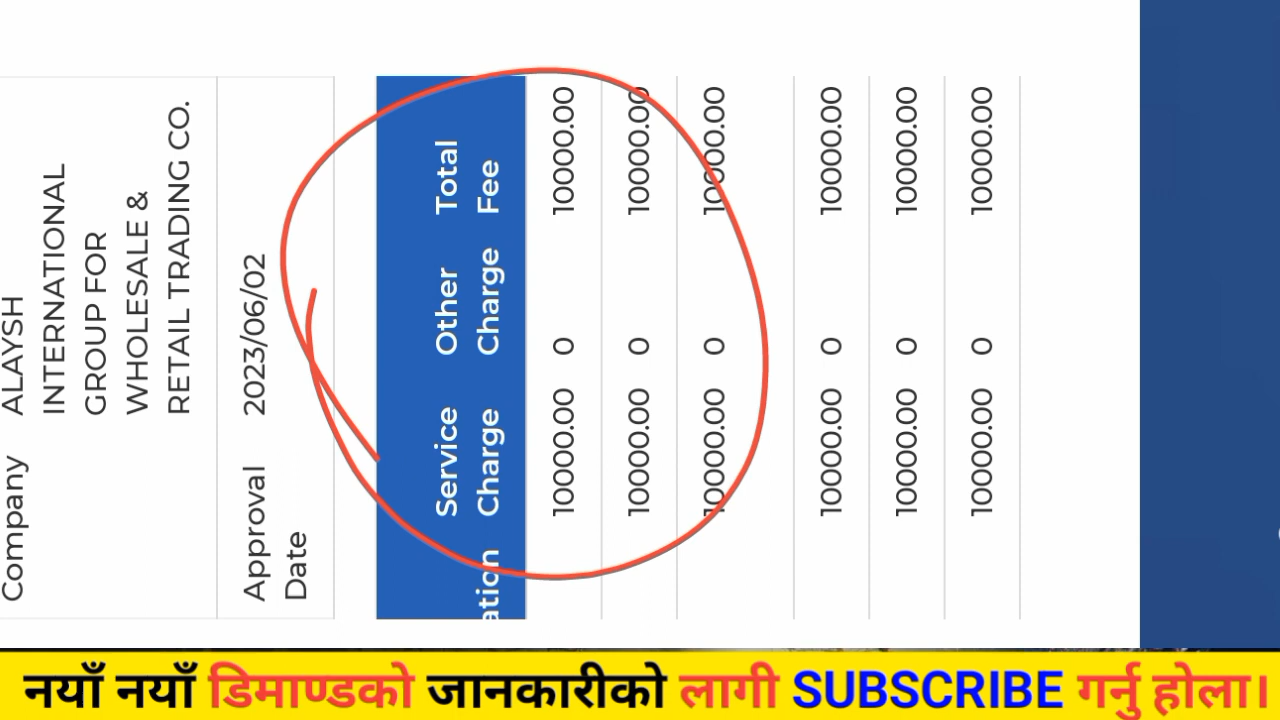 Company
ALAYSH
INTERNATIONAL
GROUP FOR
WHOLESALE &
RETAIL TRADING CO.
Approval
Date
2023/06/02
ation
Service
Charge
Other
Charge
Total
Fee
10000.00 0 10000.00
10000.00 0 10000.00
10000.00 0 10000.00
10000.00 0 10000.00
10000.00 0 10000.00
10000.00 0 10000.00
नयाँ नयाँ डिमाण्डको जानकारीको लागी SUBSCRIBE गर्नु होला।